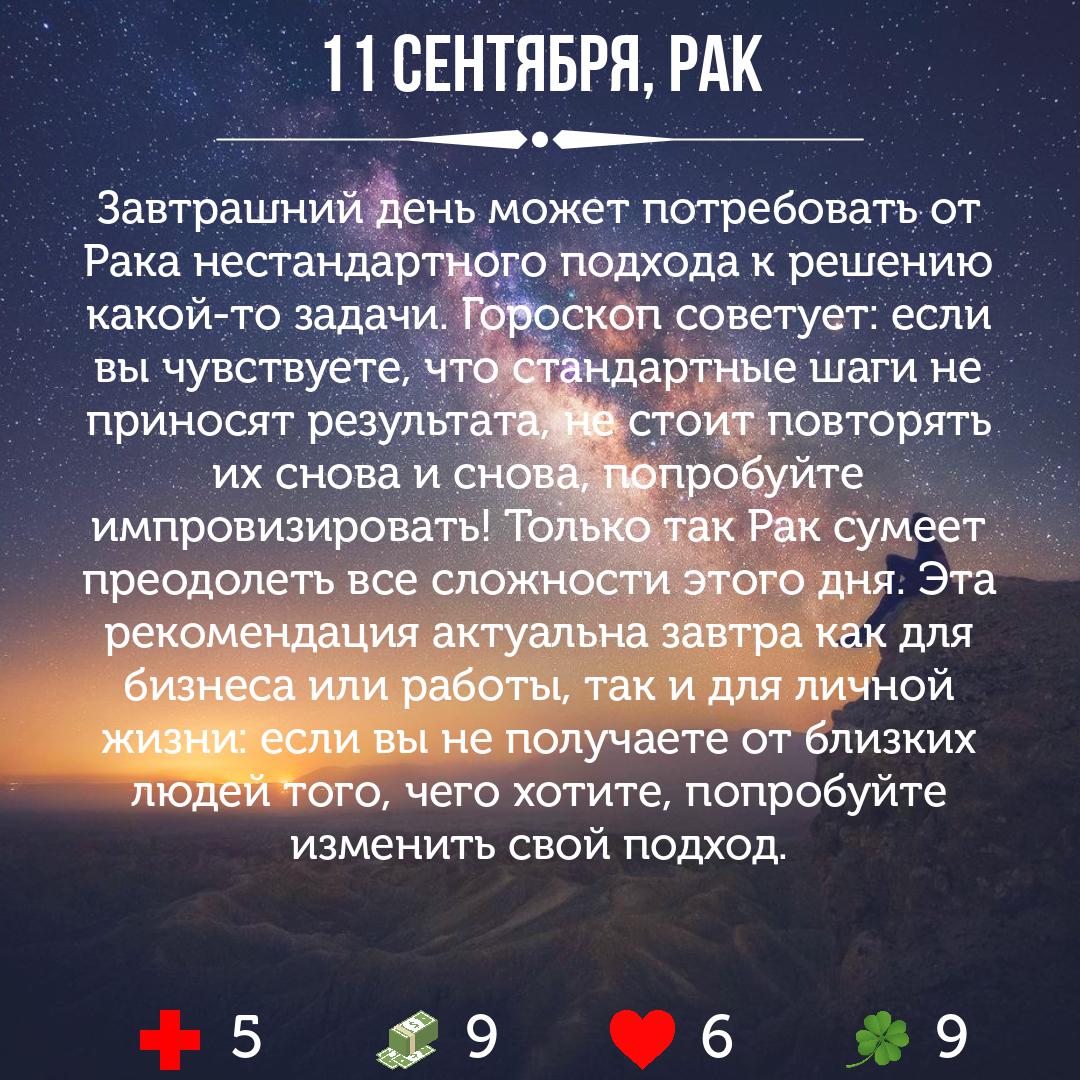 11 СЕНТЯБРЯ, РАК
Завтрашний день может потребовать от
Рака нестандартного подхода к решению
какой-то задачи. Гороскоп советует: если
вы чувствуете, что стандартные шаги не
приносят результата, не стоит повторять
их снова и снова, попробуйте
импровизировать! Только так Рак сумеет
преодолеть все сложности этого дня. Эта
рекомендация актуальна завтра как для
бизнеса или работы, так и для личной
жизни: если вы не получаете от близких
людей того, чего хотите, попробуйте
изменить свой подход.
5 9 6 9